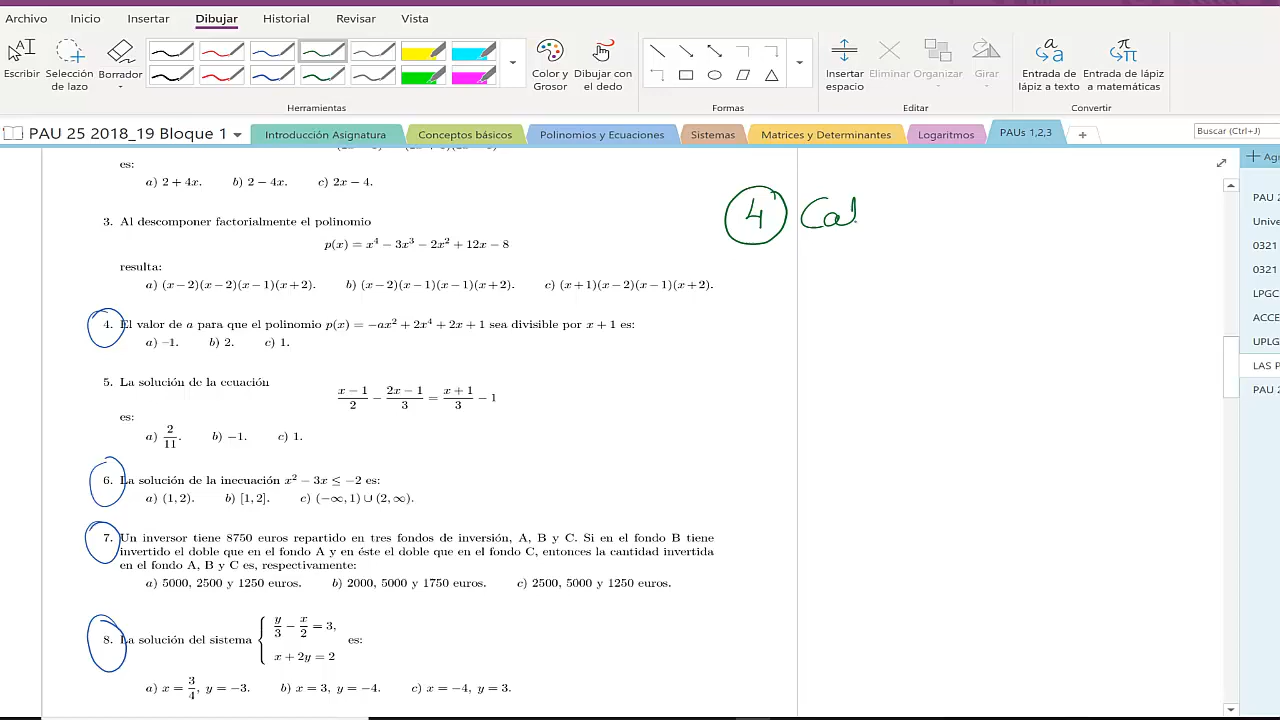 Archivo Inicio Insertar Dibujar Historial Revisar Vista
Escribir Selección de lazo Borrador Color y Grosor Dibujar con el dedo Insertar espacio Eliminar Organizar Girar Entrada de lápiz a texto Entrada de lápiz a matemáticas
Herramientas Formas Editar Convertir
PAU 25 2018_19 Bloque 1 Introducción Asignatura Conceptos básicos Polinomios y Ecuaciones Sistemas Matrices y Determinantes Logaritmos PAUs 1,2,3 Buscar (Ctrl+J)
es:
a) 2 + 4x. b) 2 − 4x. c) 2x − 4.
3. Al descomponer factorialmente el polinomio
p(x) = x⁴ − 3x³ − 2x² + 12x − 8
resulta:
a) (x−2)(x−2)(x−1)(x+2). b) (x−2)(x−1)(x−1)(x+2). c) (x+1)(x−2)(x−1)(x+2).
4. El valor de a para que el polinomio p(x) = −ax² + 2x⁴ + 2x + 1 sea divisible por x + 1 es:
a) −1. b) 2. c) 1.
5. La solución de la ecuación
(x − 1)/2 − (2x − 1)/3 = (x + 1)/3 − 1
es:
a) 2/11. b) −1. c) 1.
6. La solución de la inecuación x² − 3x ≤ −2 es:
a) (1, 2). b) [1, 2]. c) (−∞, 1) ∪ (2, ∞).
7. Un inversor tiene 8750 euros repartido en tres fondos de inversión, A, B y C. Si en el fondo B tiene
invertido el doble que en el fondo A y en éste el doble que en el fondo C, entonces la cantidad invertida
en el fondo A, B y C es, respectivamente:
a) 5000, 2500 y 1250 euros. b) 2000, 5000 y 1750 euros. c) 2500, 5000 y 1250 euros.
8. La solución del sistema { y/3 − x/2 = 3, x + 2y = 2 es:
a) x = 3/4, y = −3. b) x = 3, y = −4. c) x = −4, y = 3.
4 Cal
Agr
PAU 2
Unive
0321
0321
LPGC
ACCE
UPLG
LAS P
PAU 2